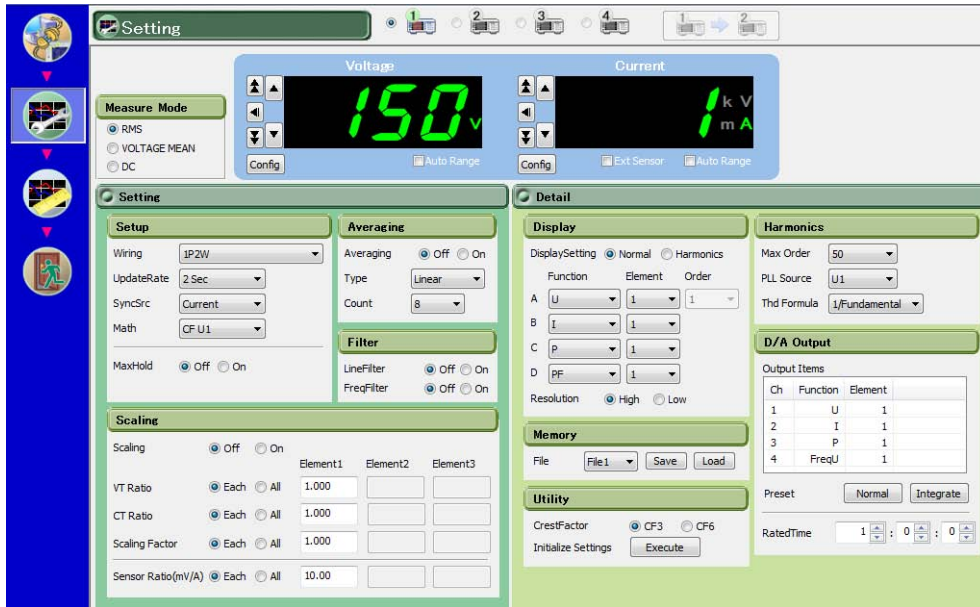 Setting
1 2 3 4 1 2
Voltage
150 V
Config
Auto Range
Current
1 k V
m A
Config
Ext Sensor
Auto Range
Measure Mode
RMS
VOLTAGE MEAN
DC
Setting
Setup
Wiring 1P2W
UpdateRate 2 Sec
SyncSrc Current
Math CF U1
MaxHold Off On
Averaging
Averaging Off On
Type Linear
Count 8
Filter
LineFilter Off On
FreqFilter Off On
Scaling
Scaling Off On
Element1 Element2 Element3
VT Ratio Each All 1.000
CT Ratio Each All 1.000
Scaling Factor Each All 1.000
Sensor Ratio(mV/A) Each All 10.00
Detail
Display
DisplaySetting Normal Harmonics
Function Element Order
A U 1 1
B I 1
C P 1
D PF 1
Resolution High Low
Memory
File File1 Save Load
Utility
CrestFactor CF3 CF6
Initialize Settings Execute
Harmonics
Max Order 50
PLL Source U1
Thd Formula 1/Fundamental
D/A Output
Output Items
Ch Function Element
1 U 1
2 I 1
3 P 1
4 FreqU 1
Preset Normal Integrate
RatedTime 1 : 0 : 0